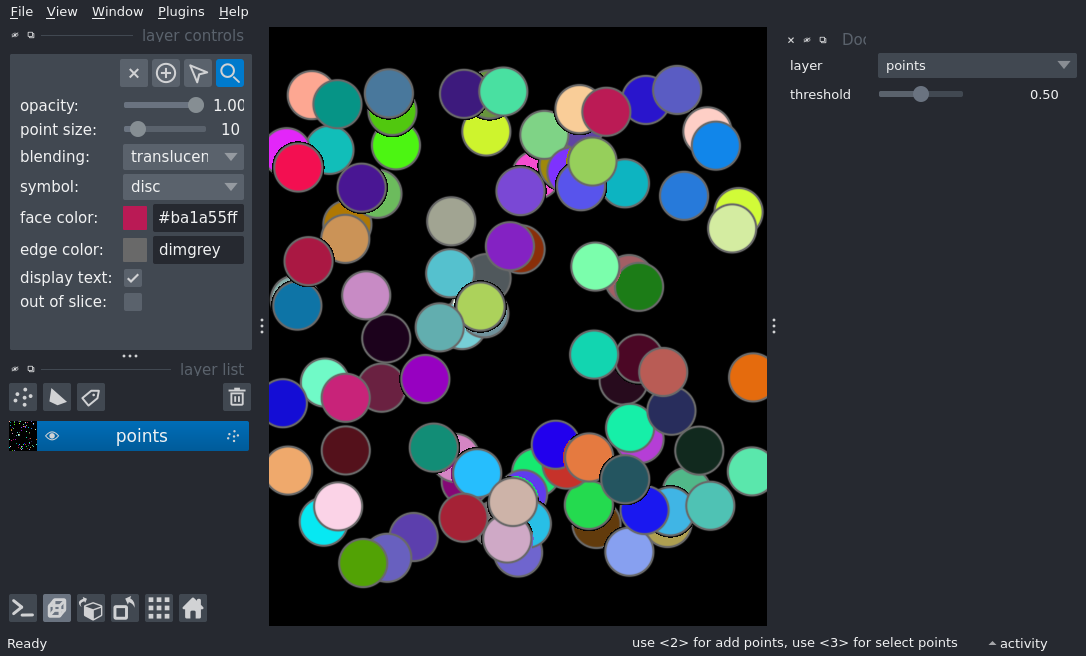 File View Window Plugins Help
layer controls
opacity: 1.00
point size: 10
blending: translucen
symbol: disc
face color: #ba1a55ff
edge color: dimgrey
display text:
out of slice:
layer list
points
Ready
Doc
layer points
threshold 0.50
use <2> for add points, use <3> for select points
activity